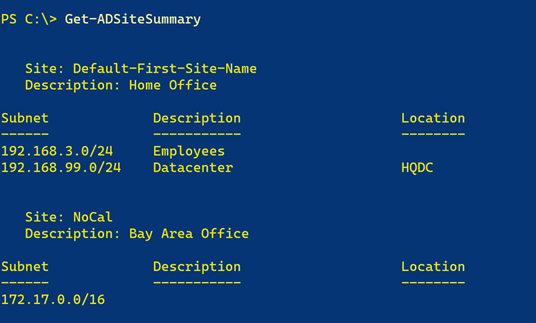 PS C:\> Get-ADSiteSummary
Site: Default-First-Site-Name
Description: Home Office
Subnet Description Location
------ ----------- --------
192.168.3.0/24 Employees
192.168.99.0/24 Datacenter HQDC
Site: NoCal
Description: Bay Area Office
Subnet Description Location
------ ----------- --------
172.17.0.0/16